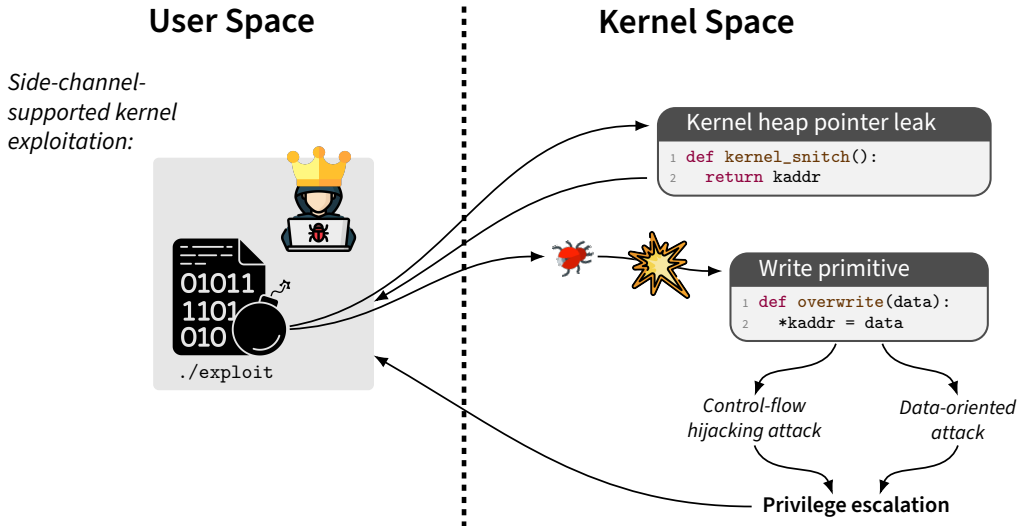 User Space
Kernel Space
Side-channel-
supported kernel
exploitation:
Kernel heap pointer leak
1 def kernel_snitch():
2 return kaddr
01011
1101
010
./exploit
Write primitive
1 def overwrite(data):
2 *kaddr = data
Control-flow
hijacking attack
Data-oriented
attack
Privilege escalation